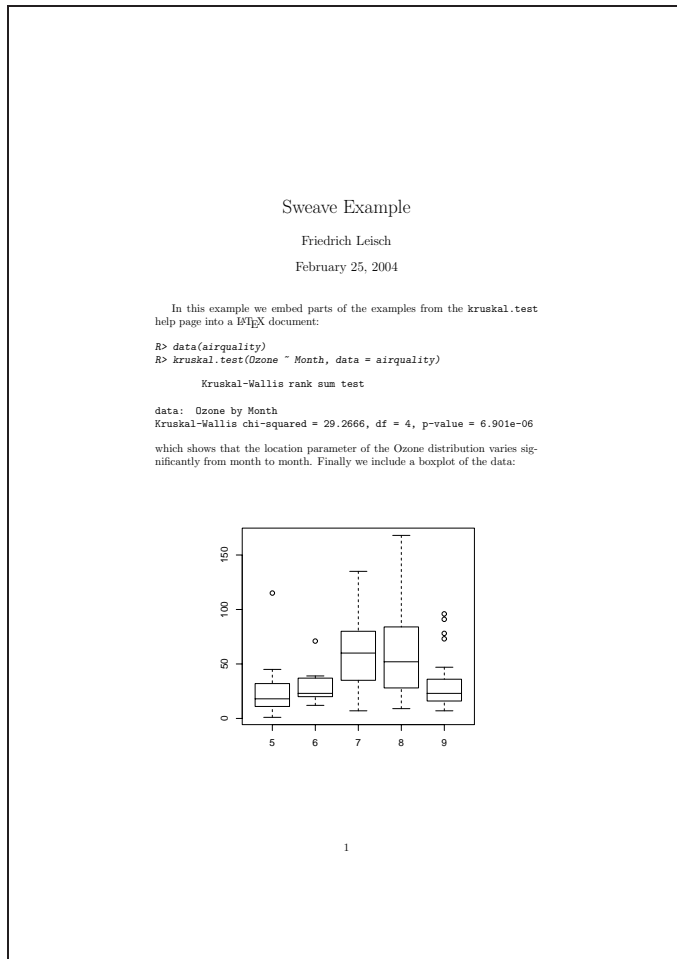 Sweave Example
Friedrich Leisch
February 25, 2004
In this example we embed parts of the examples from the kruskal.test
help page into a LATEX document:
R> data(airquality)
R> kruskal.test(Ozone ~ Month, data = airquality)
Kruskal-Wallis rank sum test
data: Ozone by Month
Kruskal-Wallis chi-squared = 29.2666, df = 4, p-value = 6.901e-06
which shows that the location parameter of the Ozone distribution varies sig-
nificantly from month to month. Finally we include a boxplot of the data:
150
100
50
0
5 6 7 8 9
1